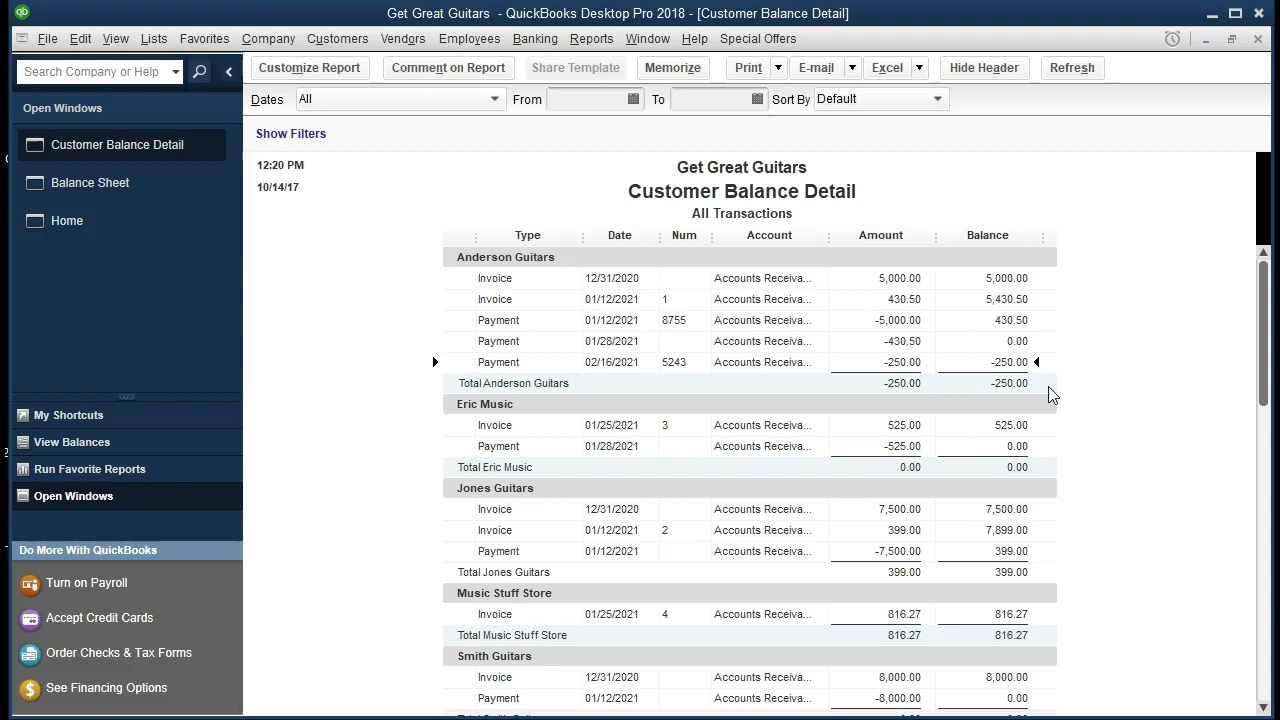 Get Great Guitars - QuickBooks Desktop Pro 2018 - [Customer Balance Detail]
File Edit View Lists Favorites Company Customers Vendors Employees Banking Reports Window Help Special Offers
Search Company or Help
Customize Report Comment on Report Share Template Memorize Print E-mail Excel Hide Header Refresh
Dates All From To Sort By Default
Show Filters
Open Windows
Customer Balance Detail
Balance Sheet
Home
My Shortcuts
View Balances
Run Favorite Reports
Open Windows
Do More With QuickBooks
Turn on Payroll
Accept Credit Cards
Order Checks & Tax Forms
See Financing Options
12:20 PM
10/14/17
Get Great Guitars
Customer Balance Detail
All Transactions
Type Date Num Account Amount Balance
Anderson Guitars
Invoice 12/31/2020 Accounts Receiva... 5,000.00 5,000.00
Invoice 01/12/2021 1 Accounts Receiva... 430.50 5,430.50
Payment 01/12/2021 8755 Accounts Receiva... -5,000.00 430.50
Payment 01/28/2021 Accounts Receiva... -430.50 0.00
Payment 02/16/2021 5243 Accounts Receiva... -250.00 -250.00
Total Anderson Guitars -250.00 -250.00
Eric Music
Invoice 01/25/2021 3 Accounts Receiva... 525.00 525.00
Payment 01/28/2021 Accounts Receiva... -525.00 0.00
Total Eric Music 0.00 0.00
Jones Guitars
Invoice 12/31/2020 Accounts Receiva... 7,500.00 7,500.00
Invoice 01/12/2021 2 Accounts Receiva... 399.00 7,899.00
Payment 01/12/2021 Accounts Receiva... -7,500.00 399.00
Total Jones Guitars 399.00 399.00
Music Stuff Store
Invoice 01/25/2021 4 Accounts Receiva... 816.27 816.27
Total Music Stuff Store 816.27 816.27
Smith Guitars
Invoice 12/31/2020 Accounts Receiva... 8,000.00 8,000.00
Payment 01/12/2021 Accounts Receiva... -8,000.00 0.00